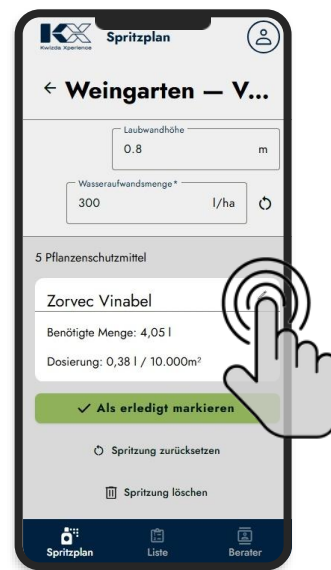 KX
Kwizda Xperience
Spritzplan
← Weingarten — V...
Laubwandhöhe
0.8 m
Wasseraufwandsmenge*
300 l/ha
5 Pflanzenschutzmittel
Zorvec Vinabel
Benötigte Menge: 4,05 l
Dosierung: 0,38 l / 10.000m²
✓ Als erledigt markieren
Spritzung zurücksetzen
Spritzung löschen
Spritzplan Liste Berater